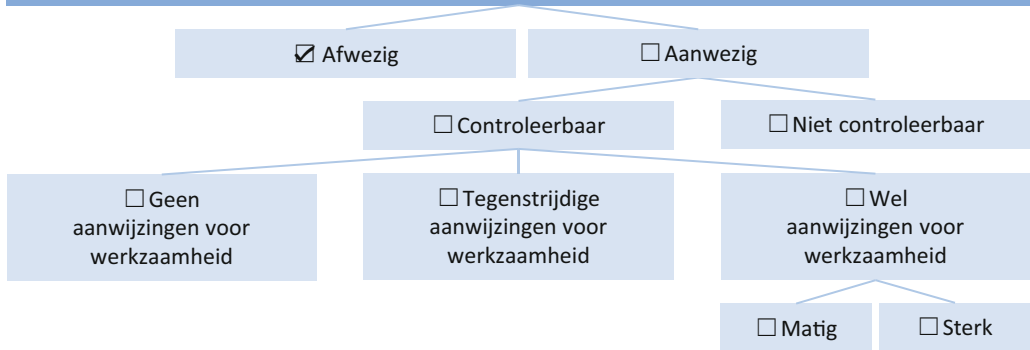 ☑ Afwezig
☐ Aanwezig
☐ Controleerbaar
☐ Niet controleerbaar
☐ Geen
aanwijzingen voor
werkzaamheid
☐ Tegenstrijdige
aanwijzingen voor
werkzaamheid
☐ Wel
aanwijzingen voor
werkzaamheid
☐ Matig
☐ Sterk